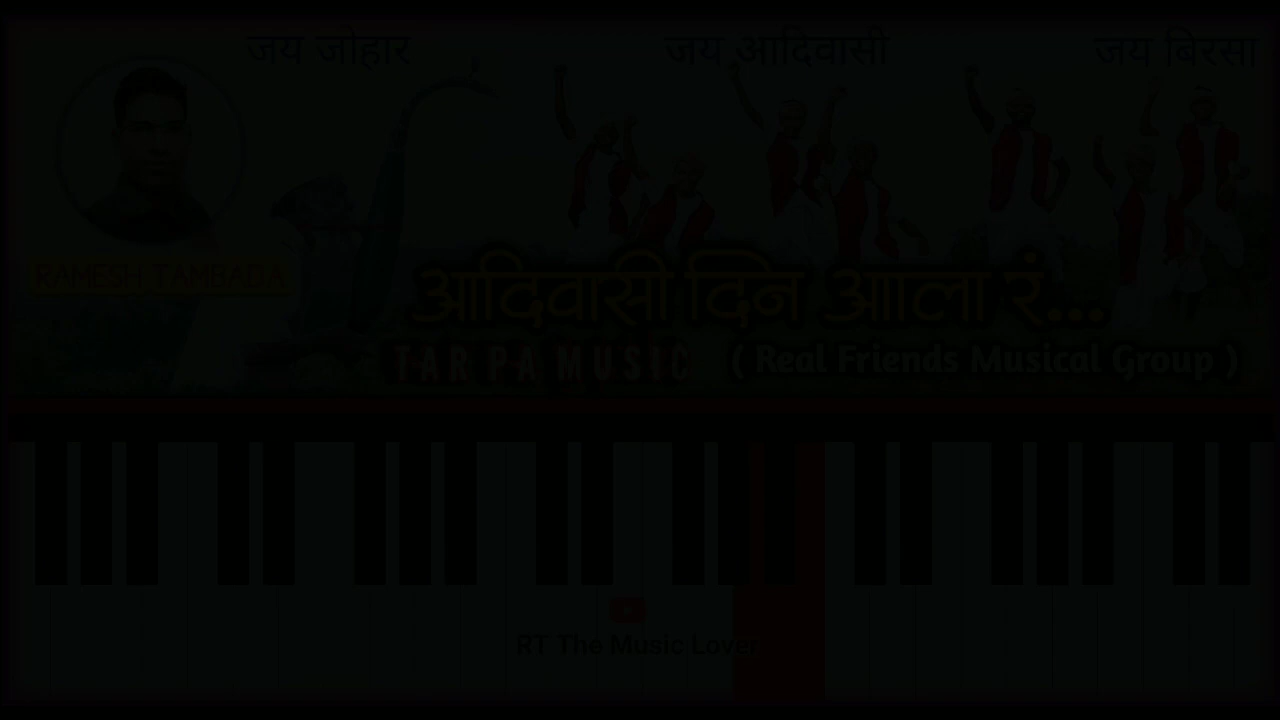 जय जोहार जय आदिवासी जय बिरसा
RAMESH TAMBADA
आदिवासी दिन आला रं...
TARPA MUSIC ( Real Friends Musical Group )
RT The Music Lover